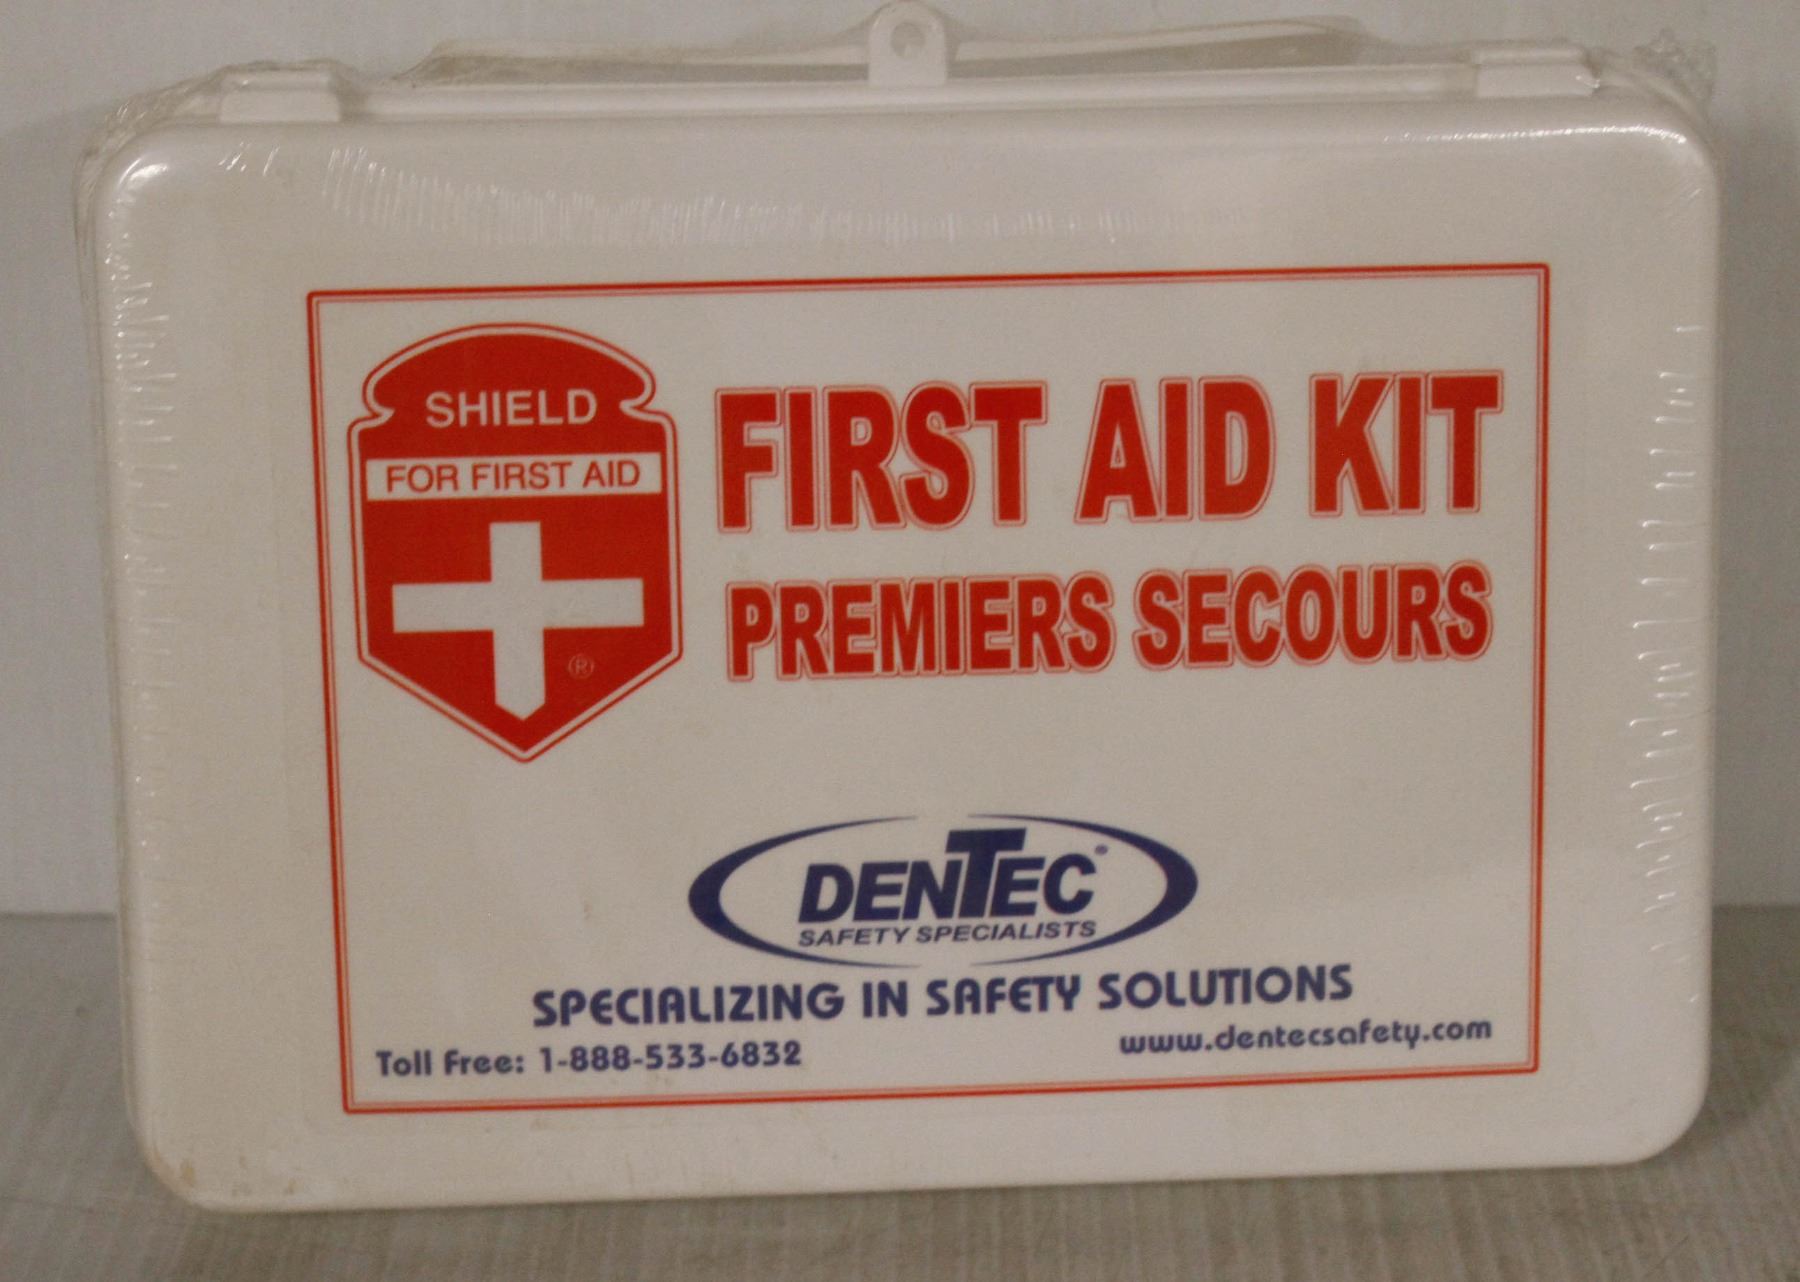 SHIELD
FOR FIRST AID
®
FIRST AID KIT
PREMIERS SECOURS
DENTEC®
SAFETY SPECIALISTS
SPECIALIZING IN SAFETY SOLUTIONS
Toll Free: 1-888-533-6832
www.dentecsafety.com